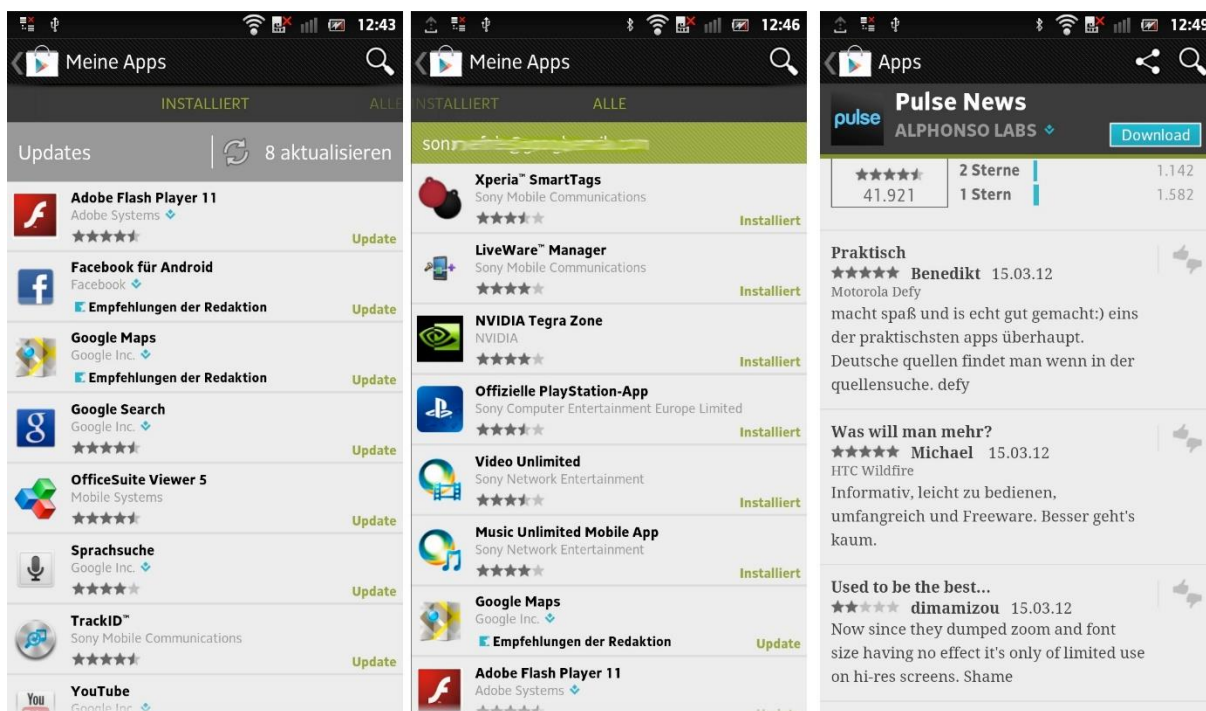 12:43
Meine Apps
INSTALLIERT
ALLE
Updates
8 aktualisieren
Adobe Flash Player 11
Adobe Systems
Update
Facebook für Android
Facebook
Empfehlungen der Redaktion
Update
Google Maps
Google Inc.
Empfehlungen der Redaktion
Update
Google Search
Google Inc.
Update
OfficeSuite Viewer 5
Mobile Systems
Update
Sprachsuche
Google Inc.
Update
TrackID™
Sony Mobile Communications
Update
You
YouTube
Google Inc.
12:46
Meine Apps
INSTALLIERT
ALLE
Xperia™ SmartTags
Sony Mobile Communications
Installiert
LiveWare™ Manager
Sony Mobile Communications
Installiert
NVIDIA Tegra Zone
NVIDIA
Installiert
Offizielle PlayStation-App
Sony Computer Entertainment Europe Limited
Installiert
Video Unlimited
Sony Network Entertainment
Installiert
Music Unlimited Mobile App
Sony Network Entertainment
Installiert
Google Maps
Google Inc.
Empfehlungen der Redaktion
Update
Adobe Flash Player 11
Adobe Systems
12:49
Apps
pulse
Pulse News
ALPHONSO LABS
Download
41.921
2 Sterne 1.142
1 Stern 1.582
Praktisch
Benedikt 15.03.12
Motorola Defy
macht spaß und is echt gut gemacht:) eins
der praktischsten apps überhaupt.
Deutsche quellen findet man wenn in der
quellensuche. defy
Was will man mehr?
Michael 15.03.12
HTC Wildfire
Informativ, leicht zu bedienen,
umfangreich und Freeware. Besser geht's
kaum.
Used to be the best...
dimamizou 15.03.12
Now since they dumped zoom and font
size having no effect it's only of limited use
on hi-res screens. Shame